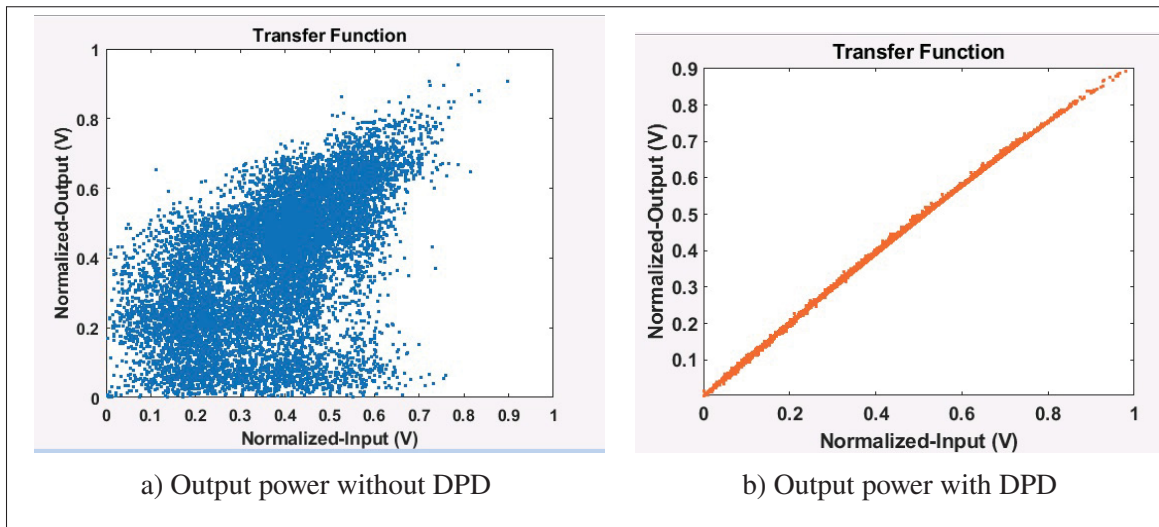 Transfer Function
1
0.8
0.6
0.4
0.2
0
Normalized-Output (V)
0 0.1 0.2 0.3 0.4 0.5 0.6 0.7 0.8 0.9 1
Normalized-Input (V)
a) Output power without DPD
Transfer Function
0.9
0.8
0.7
0.6
0.5
0.4
0.3
0.2
0.1
Normalized-Output (V)
0 0.2 0.4 0.6 0.8 1
Normalized-Input (V)
b) Output power with DPD